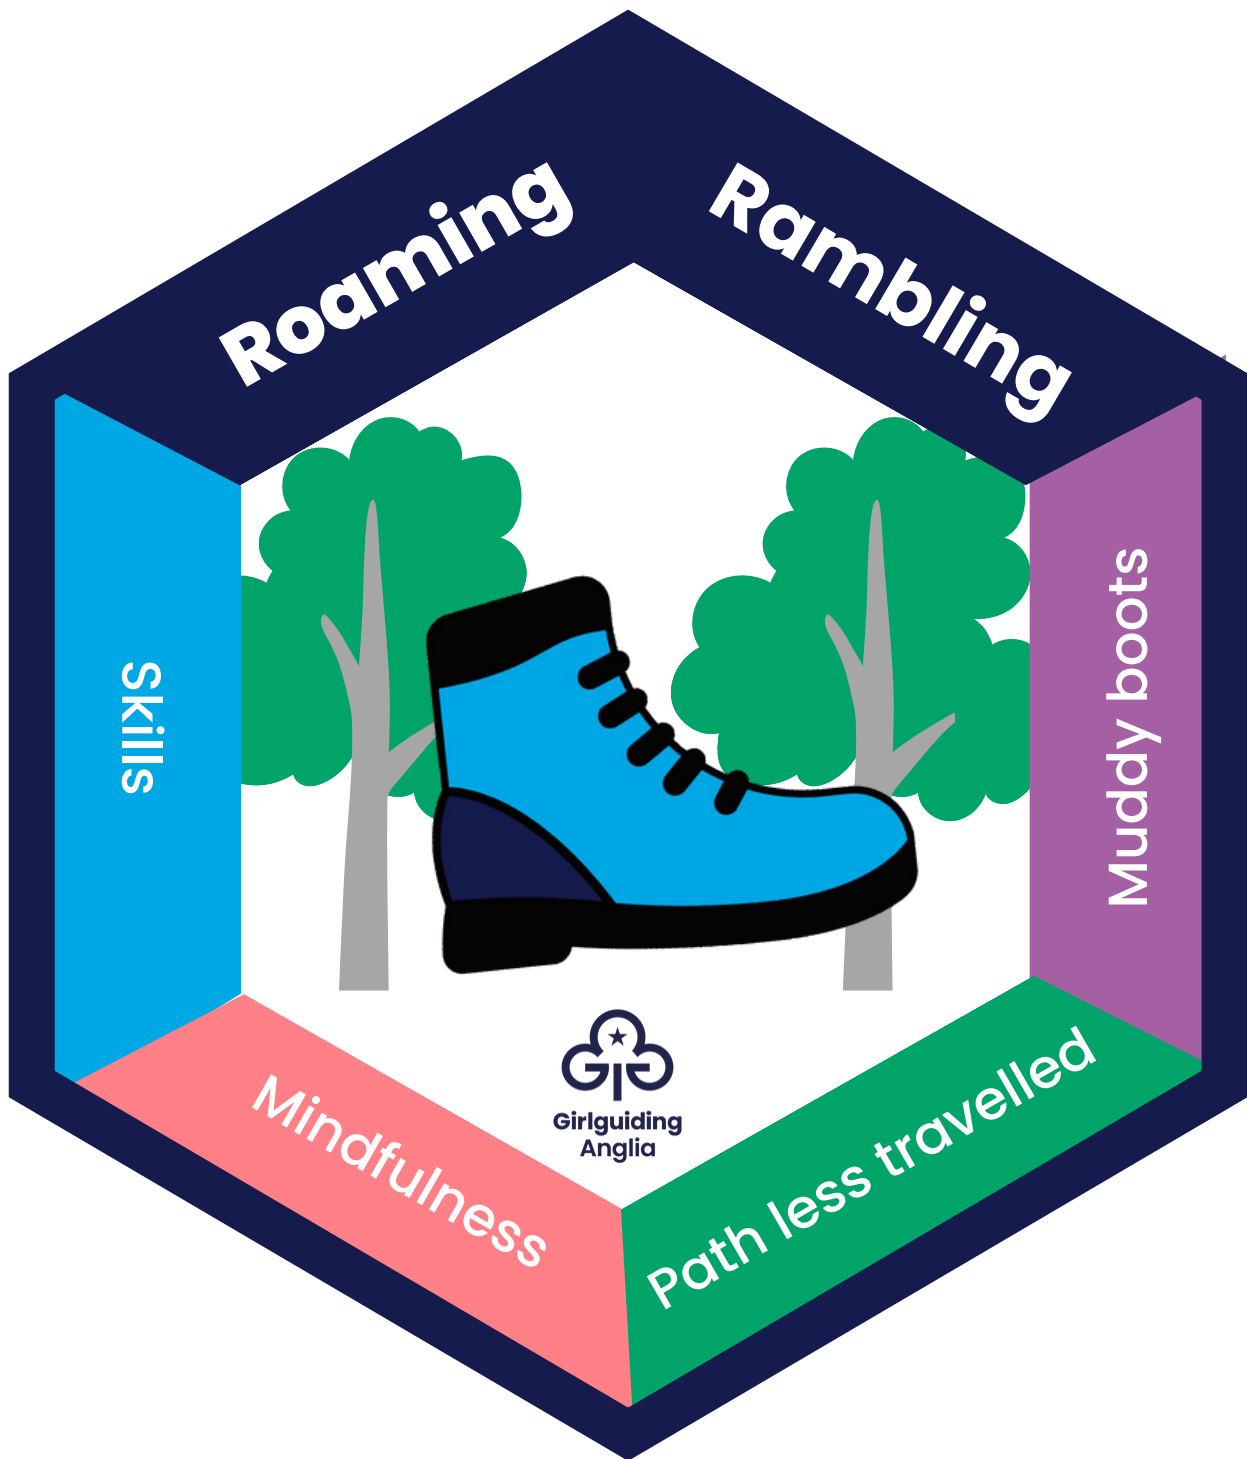 Roaming
Rambling
Skills
Muddy boots
Mindfulness
Path less travelled
Girlguiding
Anglia